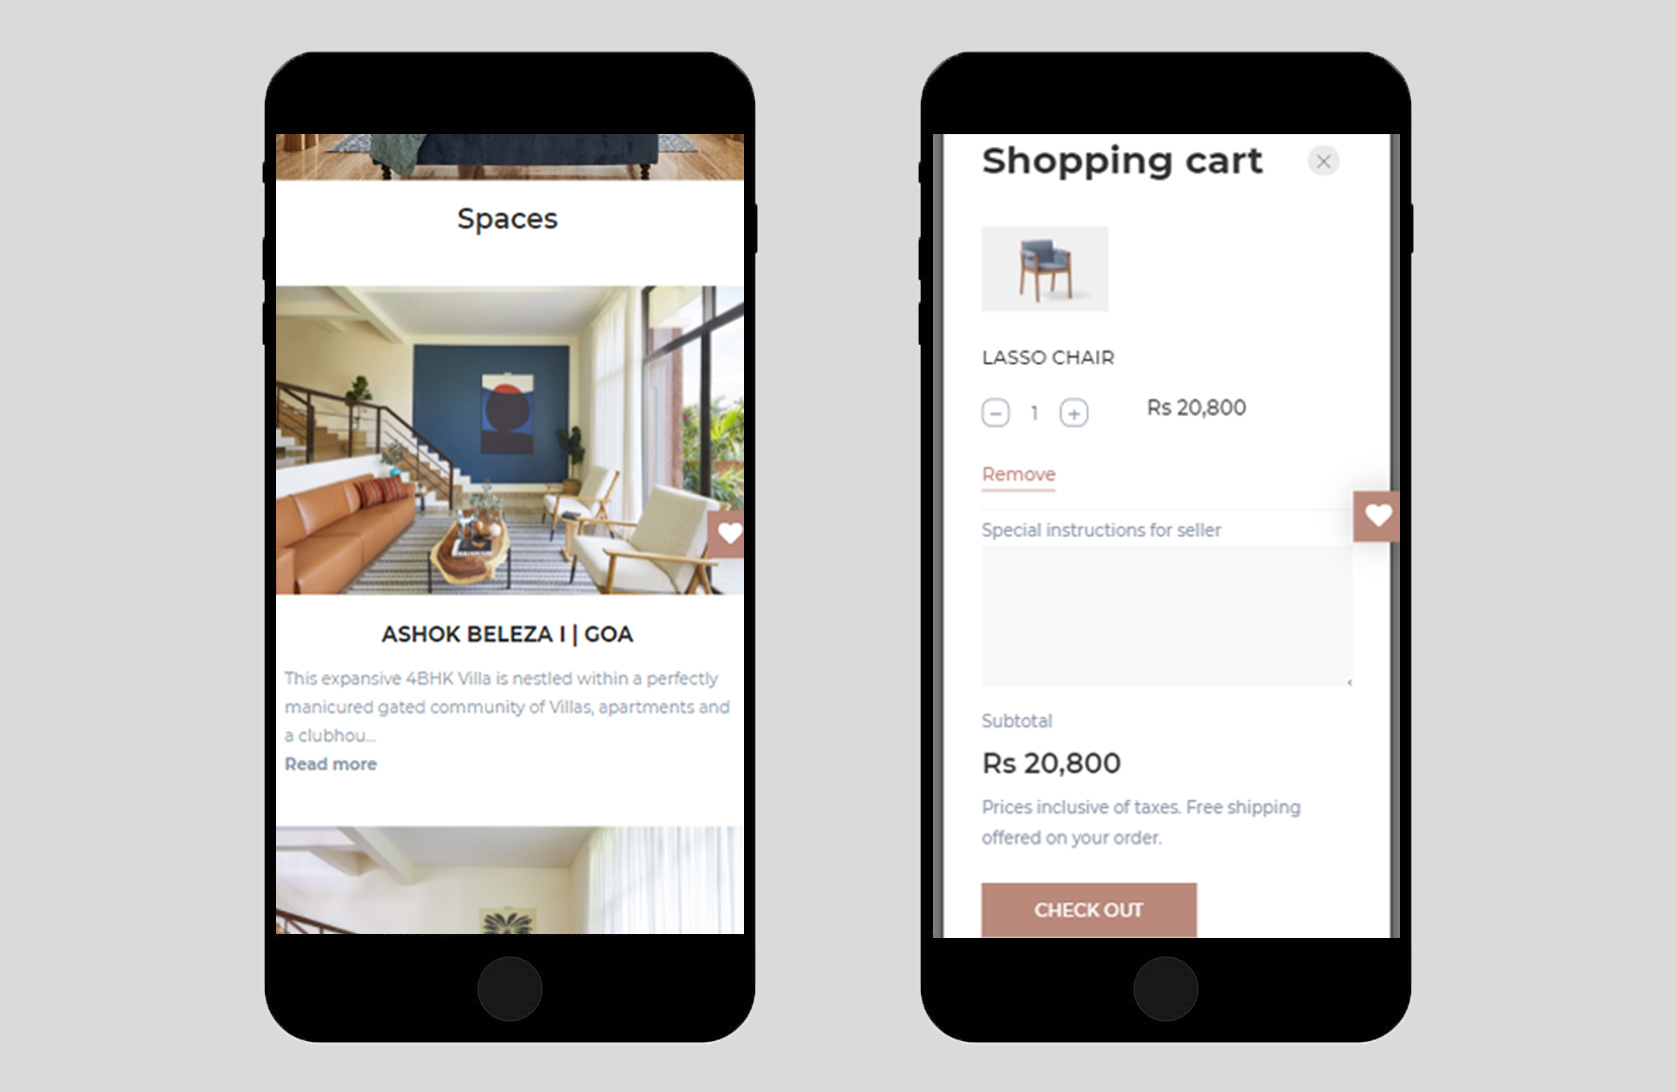 Spaces
ASHOK BELEZA I | GOA
This expansive 4BHK Villa is nestled within a perfectly
manicured gated community of Villas, apartments and
a clubhou...
Read more
Shopping cart
LASSO CHAIR
1
Rs 20,800
Remove
Special instructions for seller
Subtotal
Rs 20,800
Prices inclusive of taxes. Free shipping
offered on your order.
CHECK OUT